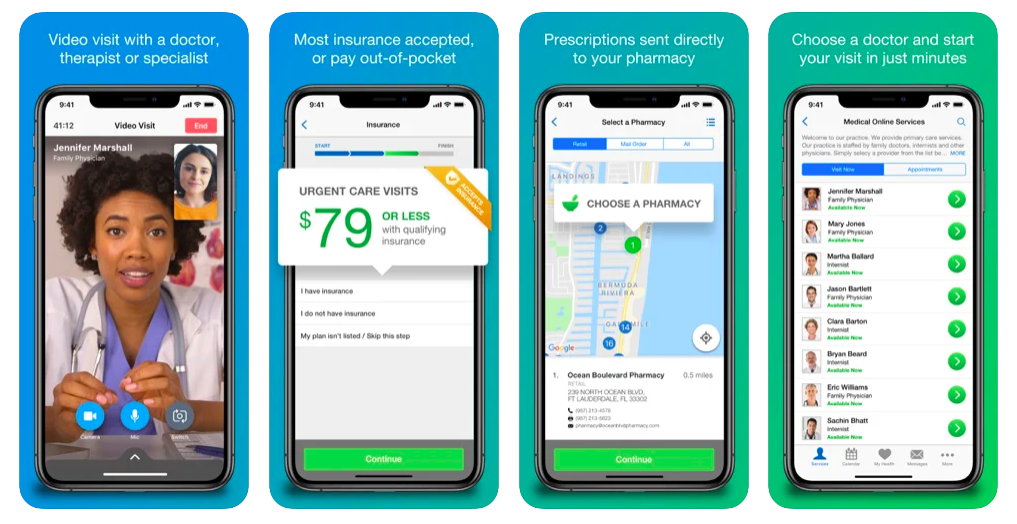 Video visit with a doctor,
therapist or specialist
9:41
41:12
Video Visit
End
Jennifer Marshall
Family Physician
Camera
Mic
Switch
Most insurance accepted,
or pay out-of-pocket
9:41
Insurance
START
FINISH
ACCEPTS
INSURANCE
URGENT CARE VISITS
$79
OR LESS
with qualifying
insurance
I have insurance
I do not have insurance
My plan isn't listed / Skip this step
Continue
Prescriptions sent directly
to your pharmacy
9:41
Select a Pharmacy
Retail
Mail Order
All
LANDINGS
CHOOSE A PHARMACY
2
1
BERMUDA
RIVIERA
14
16
Google
1.
Ocean Boulevard Pharmacy
0.5 miles
RETAIL
239 NORTH OCEAN BLVD,
FT LAUDERDALE, FL 33302
(967) 213-4578
(967) 213-5623
pharmacy@oceanblvdpharmacy.com
Continue
Choose a doctor and start
your visit in just minutes
9:41
Medical Online Services
Welcome to our practice. We provide primary care services.
Our practice is staffed by family doctors, internists and other
physicians. Simply selecy a provider from the list be... MORE
Visit Now
Appointments
Jennifer Marshall
Family Physician
Available Now
Mary Jones
Family Physician
Available Now
Martha Ballard
Internist
Available Now
Jason Bartlett
Family Physician
Available Now
Clara Barton
Internist
Available Now
Bryan Beard
Internist
Available Now
Eric Williams
Family Physician
Available Now
Sachin Bhatt
Internist
Available Now
Services
Calendar
My Health
Messages
More